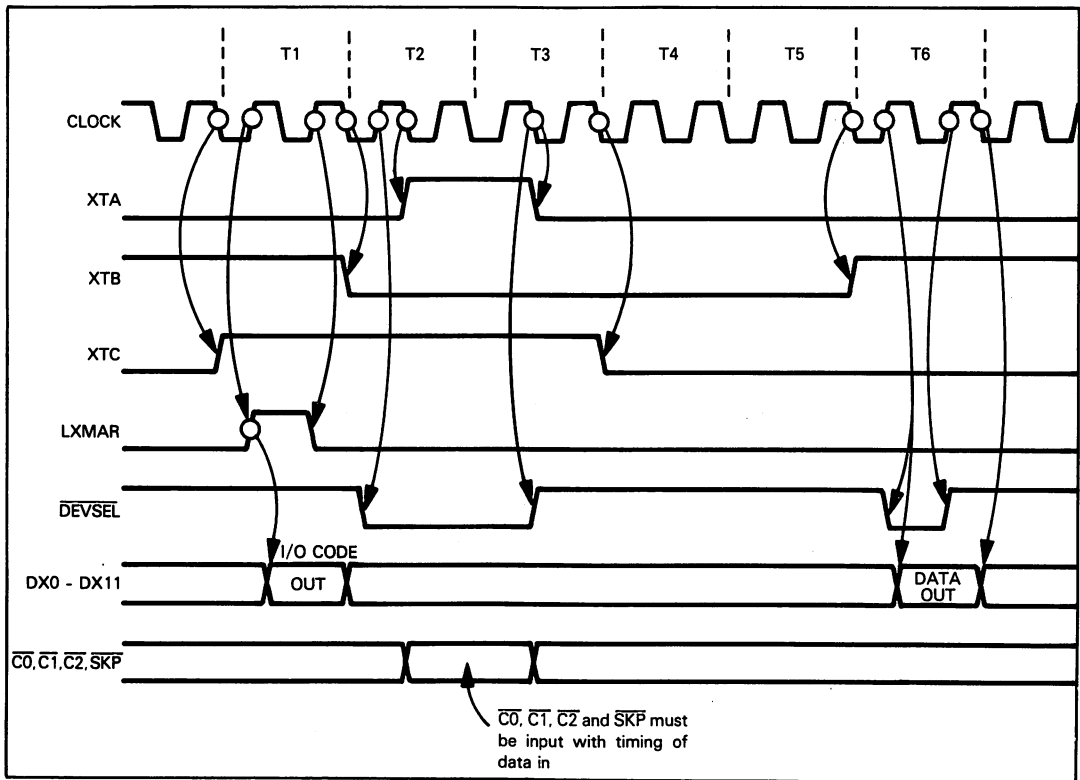 T1 T2 T3 T4 T5 T6
CLOCK
XTA
XTB
XTC
LXMAR
DEVSEL
I/O CODE
DX0 - DX11 OUT DATA
OUT
C0, C1, C2, SKP
C0, C1, C2 and SKP must
be input with timing of
data in